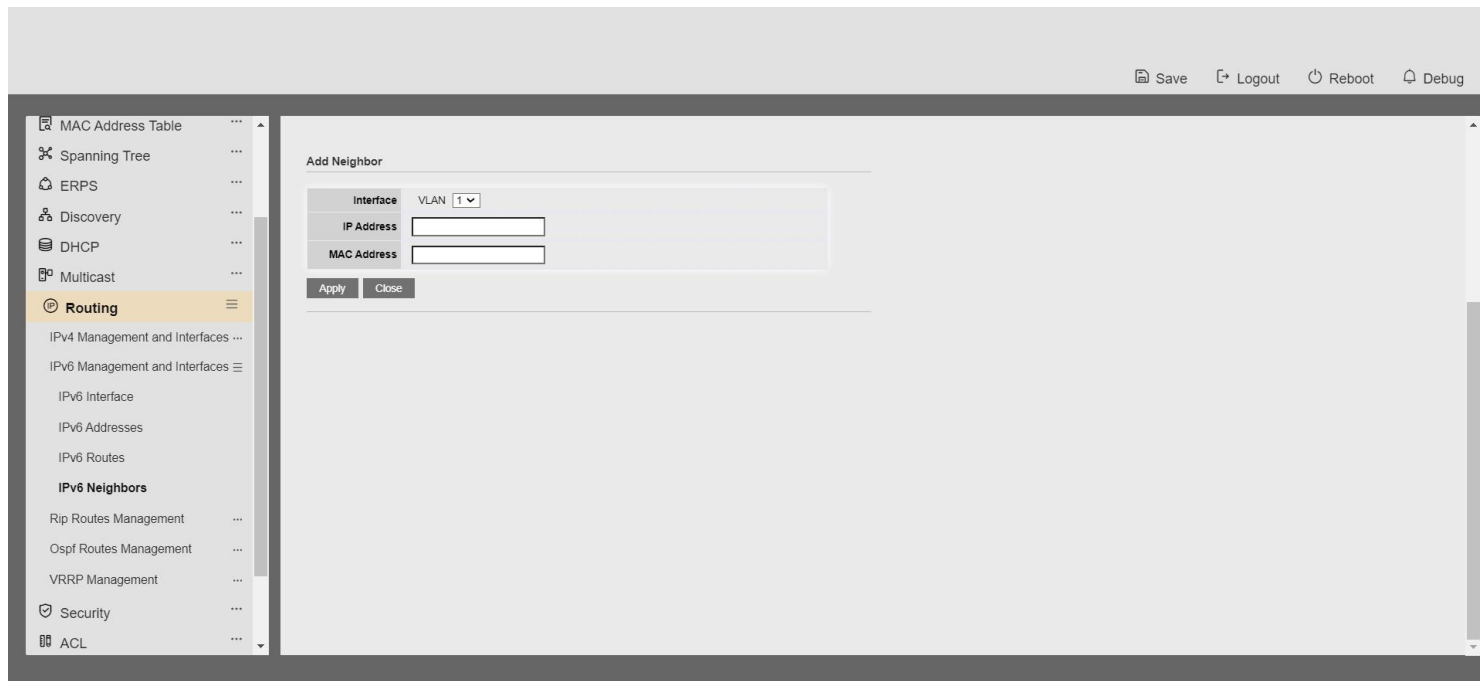 Save Logout Reboot Debug
MAC Address Table ...
Spanning Tree ...
ERPS ...
Discovery ...
DHCP ...
Multicast ...
Routing
IPv4 Management and Interfaces ...
IPv6 Management and Interfaces
IPv6 Interface
IPv6 Addresses
IPv6 Routes
IPv6 Neighbors
Rip Routes Management ...
Ospf Routes Management ...
VRRP Management ...
Security ...
ACL ...
Add Neighbor
Interface VLAN 1
IP Address
MAC Address
Apply Close